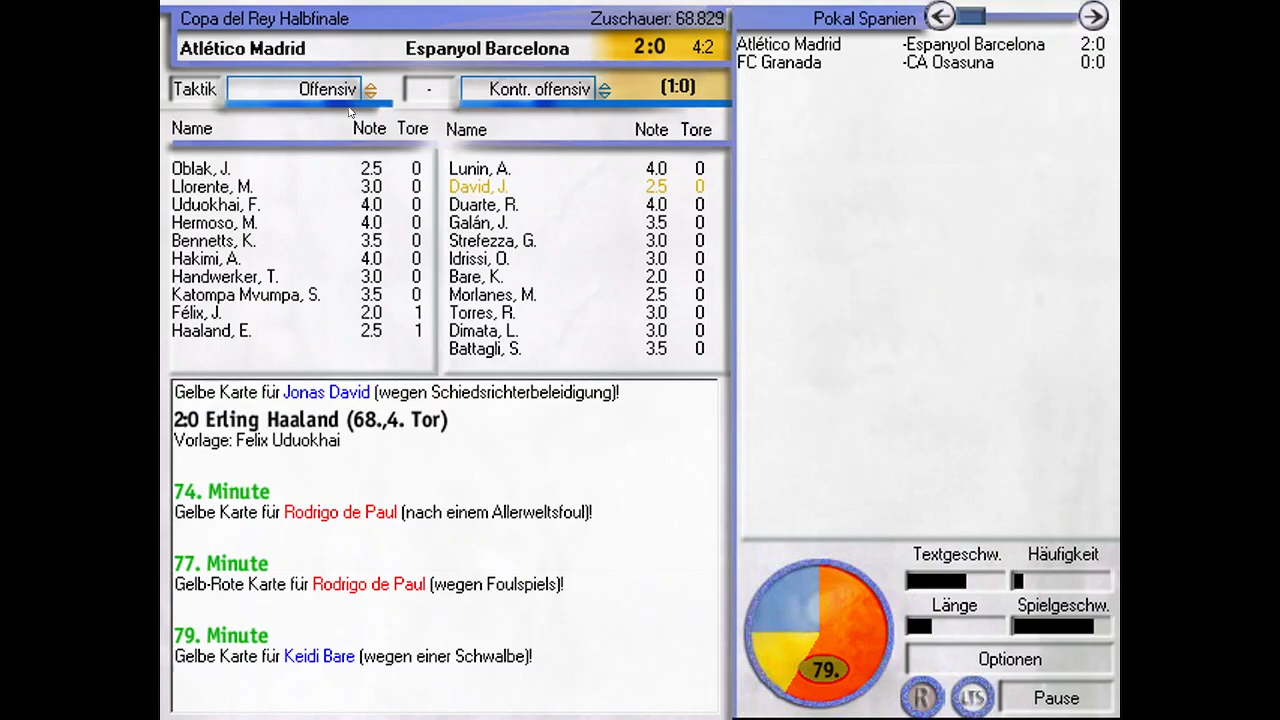 Copa del Rey Halbfinale Zuschauer: 68.829
Atlético Madrid Espanyol Barcelona 2:0 4:2
Taktik Offensiv - Kontr. offensiv (1:0)
Name Note Tore Name Note Tore
Oblak, J. 2.5 0 Lunin, A. 4.0 0
Llorente, M. 3.0 0 David, J. 2.5 0
Uduokhai, F. 4.0 0 Duarte, R. 4.0 0
Hermoso, M. 4.0 0 Galán, J. 3.5 0
Bennetts, K. 3.5 0 Strefezza, G. 3.0 0
Hakimi, A. 4.0 0 Idrissi, O. 3.0 0
Handwerker, T. 3.0 0 Bare, K. 2.0 0
Katompa Mvumpa, S. 3.5 0 Morlanes, M. 2.5 0
Félix, J. 2.0 1 Torres, R. 3.0 0
Haaland, E. 2.5 1 Dimata, L. 3.0 0
Battagli, S. 3.5 0
Gelbe Karte für Jonas David (wegen Schiedsrichterbeleidigung)!
2:0 Erling Haaland (68.,4. Tor)
Vorlage: Felix Uduokhai
74. Minute
Gelbe Karte für Rodrigo de Paul (nach einem Allerweltsfoul)!
77. Minute
Gelb-Rote Karte für Rodrigo de Paul (wegen Foulspiels)!
79. Minute
Gelbe Karte für Keidi Bare (wegen einer Schwalbe)!
Pokal Spanien
Atlético Madrid -Espanyol Barcelona 2:0
FC Granada -CA Osasuna 0:0
79.
Textgeschw. Häufigkeit
Länge Spielgeschw.
Optionen
R LTS Pause